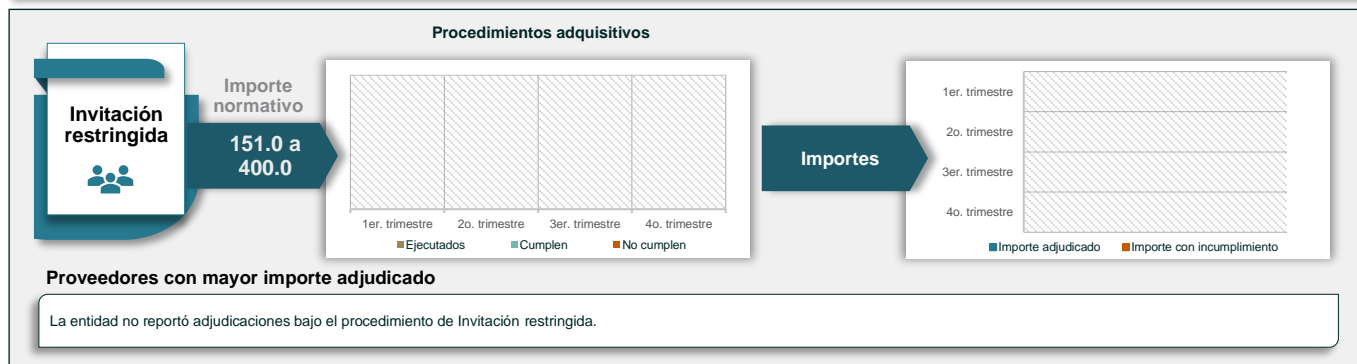 Procedimientos adquisitivos
Invitación
restringida
Importe
normativo
151.0 a
400.0
1er. trimestre 2o. trimestre 3er. trimestre 4o. trimestre
Ejecutados Cumplen No cumplen
Importes
1er. trimestre
2o. trimestre
3er. trimestre
4o. trimestre
Importe adjudicado Importe con incumplimiento
Proveedores con mayor importe adjudicado
La entidad no reportó adjudicaciones bajo el procedimiento de Invitación restringida.